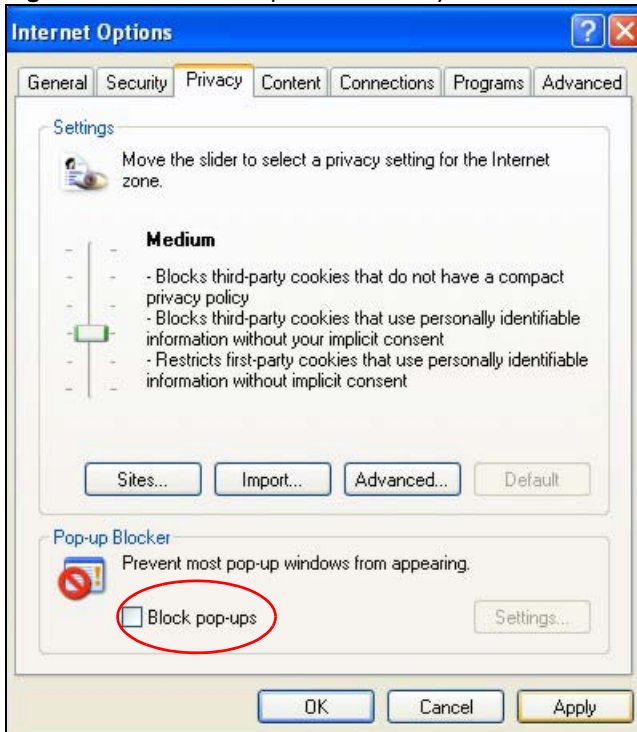 Internet Options
General Security Privacy Content Connections Programs Advanced
Settings
Move the slider to select a privacy setting for the Internet
zone.
Medium
- Blocks third-party cookies that do not have a compact
privacy policy
- Blocks third-party cookies that use personally identifiable
information without your implicit consent
- Restricts first-party cookies that use personally identifiable
information without implicit consent
Sites... Import... Advanced... Default
Pop-up Blocker
Prevent most pop-up windows from appearing.
Block pop-ups Settings...
OK Cancel Apply